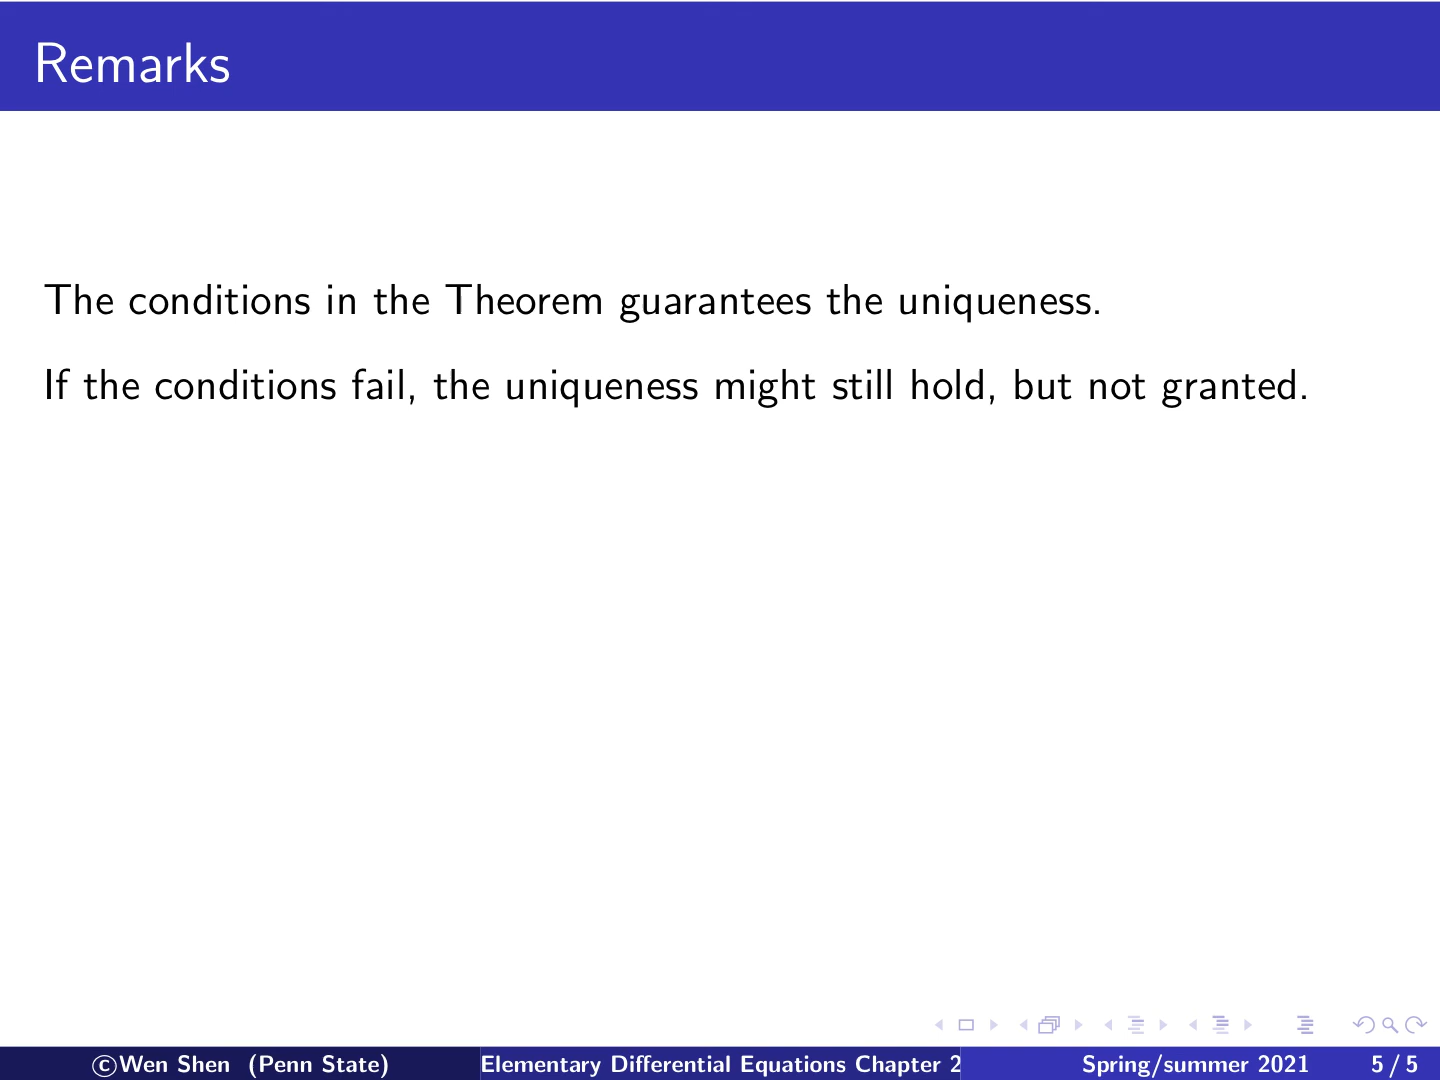 Remarks
The conditions in the Theorem guarantees the uniqueness.
If the conditions fail, the uniqueness might still hold, but not granted.
©Wen Shen (Penn State) Elementary Differential Equations Chapter 2 Spring/summer 2021 5 / 5